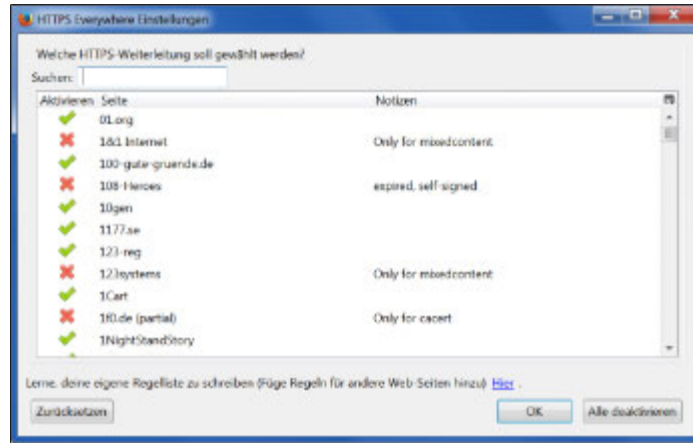 HTTPS Everywhere Einstellungen
Welche HTTPS-Weiterleitung soll gewählt werden?
Suchen:
Aktivieren Seite Notizen
01.org
1&1 Internet Only for mixedcontent
100-gute-gruende.de
108-Heroes expired, self-signed
10gen
1177.se
123-reg
123systems Only for mixedcontent
1Cart
1f0.de (partial) Only for cacert
1NightStandStory
Lerne, deine eigene Regelliste zu schreiben (Füge Regeln für andere Web-Seiten hinzu) Hier .
Zurücksetzen OK Alle deaktivieren